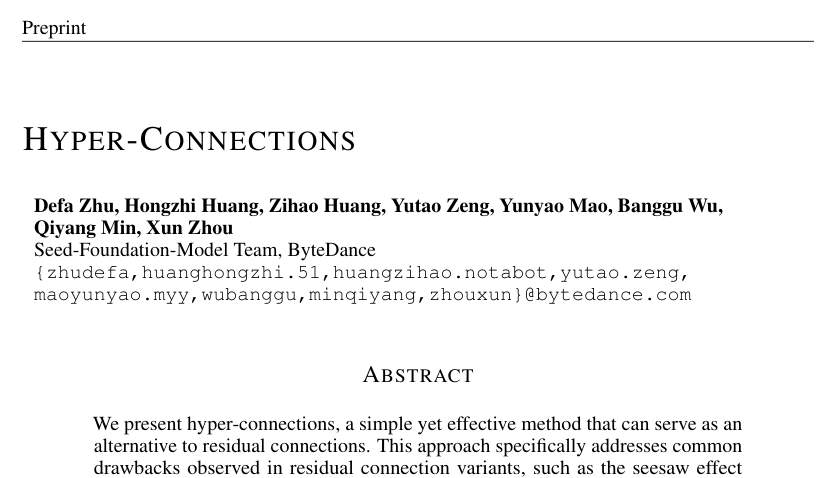 Preprint
HYPER-CONNECTIONS
Defa Zhu, Hongzhi Huang, Zihao Huang, Yutao Zeng, Yunyao Mao, Banggu Wu,
Qiyang Min, Xun Zhou
Seed-Foundation-Model Team, ByteDance
{zhudefa,huanghongzhi.51,huangzihao.notabot,yutao.zeng,
maoyunyao.myy,wubanggu,minqiyang,zhouxun}@bytedance.com
ABSTRACT
We present hyper-connections, a simple yet effective method that can serve as an
alternative to residual connections. This approach specifically addresses common
drawbacks observed in residual connection variants, such as the seesaw effect